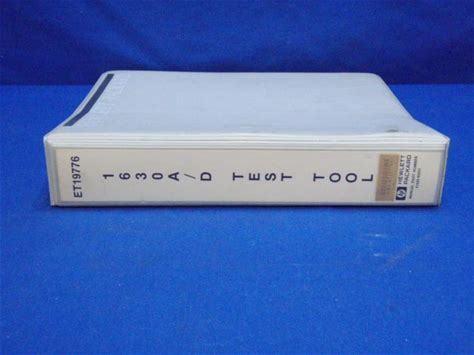 ET19776
1630A/D TEST TOOL
HEWLETT
PACKARD